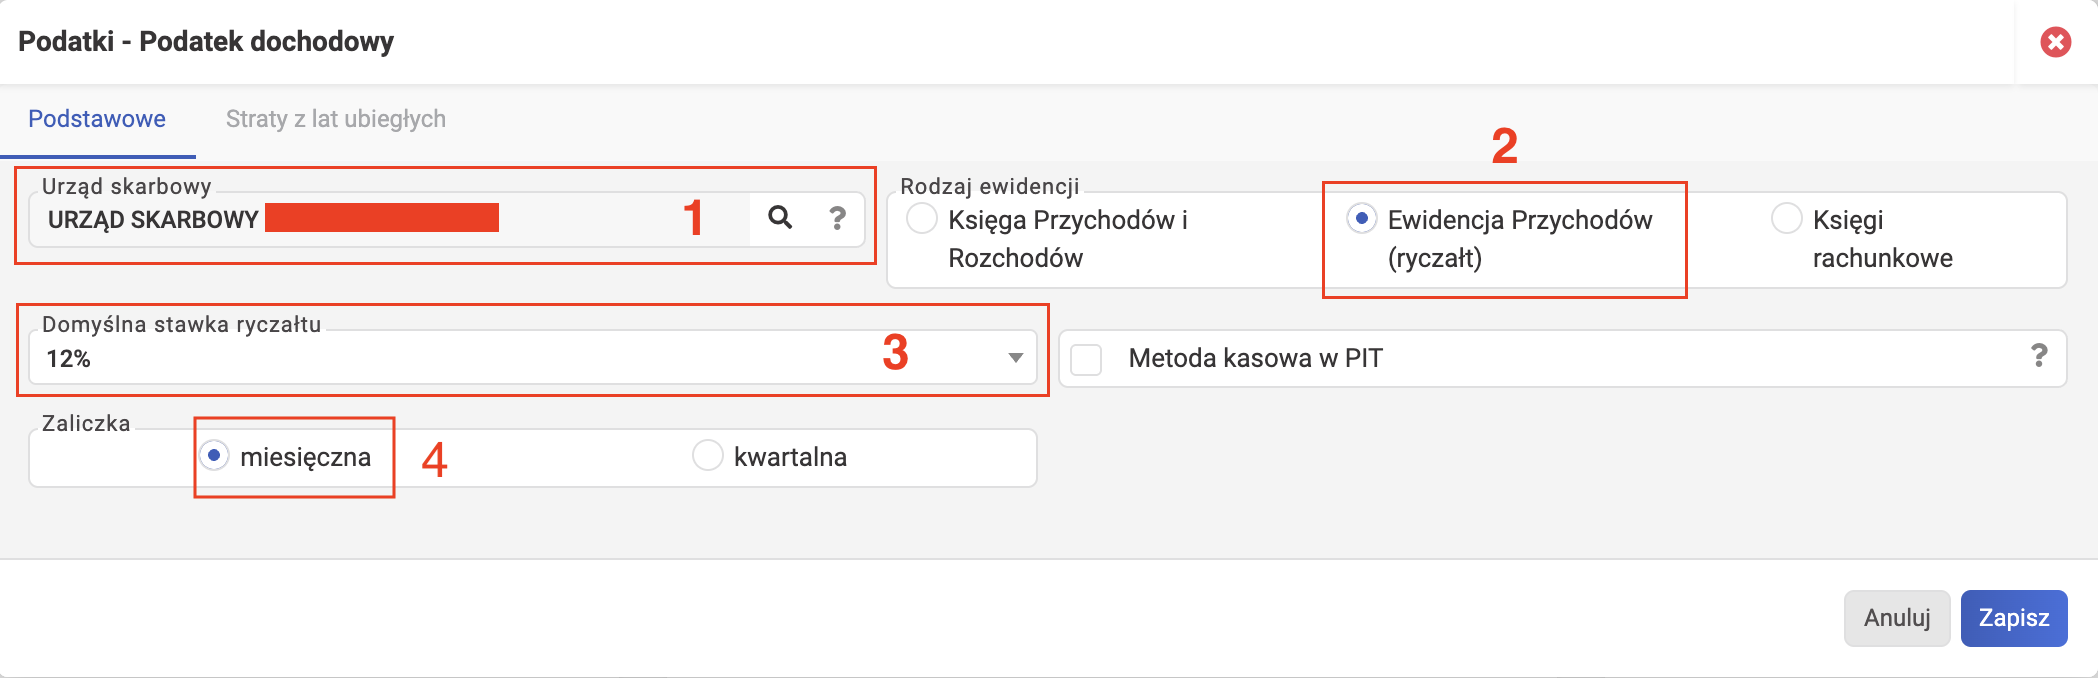 Podatki - Podatek dochodowy
Podstawowe
Straty z lat ubiegłych
2
Urząd skarbowy
URZĄD SKARBOWY
1
?
Rodzaj ewidencji
Księga Przychodów i
Rozchodów
Ewidencja Przychodów
(ryczałt)
Księgi
rachunkowe
Domyślna stawka ryczałtu
12%
3
Metoda kasowa w PIT
?
Zaliczka
miesięczna
4
kwartalna
Anuluj
Zapisz